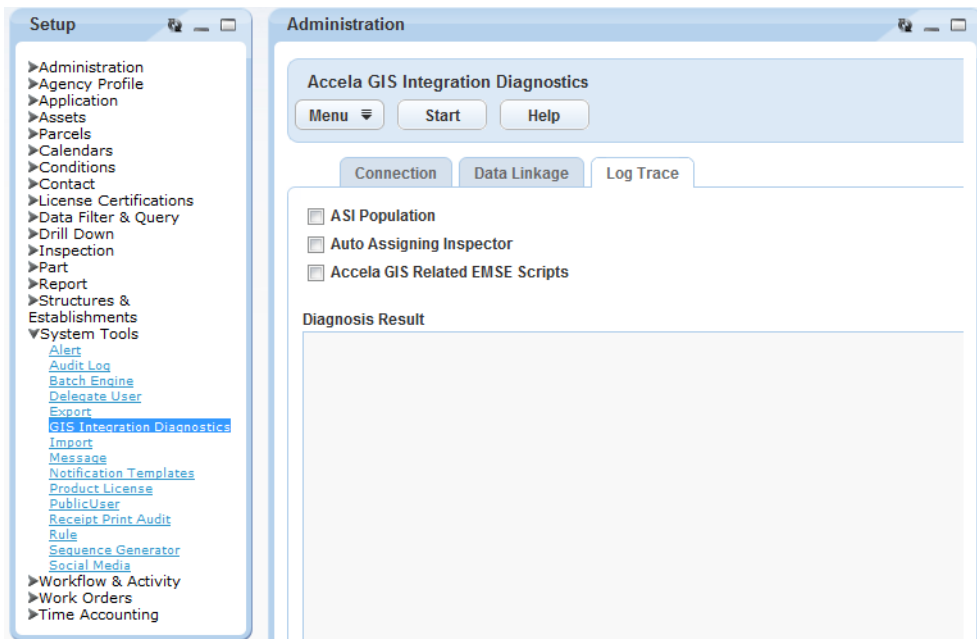 Setup
➤Administration
➤Agency Profile
➤Application
➤Assets
➤Parcels
➤Calendars
➤Conditions
➤Contact
➤License Certifications
➤Data Filter & Query
➤Drill Down
➤Inspection
➤Part
➤Report
➤Structures &
Establishments
▼System Tools
Alert
Audit Log
Batch Engine
Delegate User
Export
GIS Integration Diagnostics
Import
Message
Notification Templates
Product License
PublicUser
Receipt Print Audit
Rule
Sequence Generator
Social Media
➤Workflow & Activity
➤Work Orders
➤Time Accounting
Administration
Accela GIS Integration Diagnostics
Menu Start Help
Connection Data Linkage Log Trace
ASI Population
Auto Assigning Inspector
Accela GIS Related EMSE Scripts
Diagnosis Result